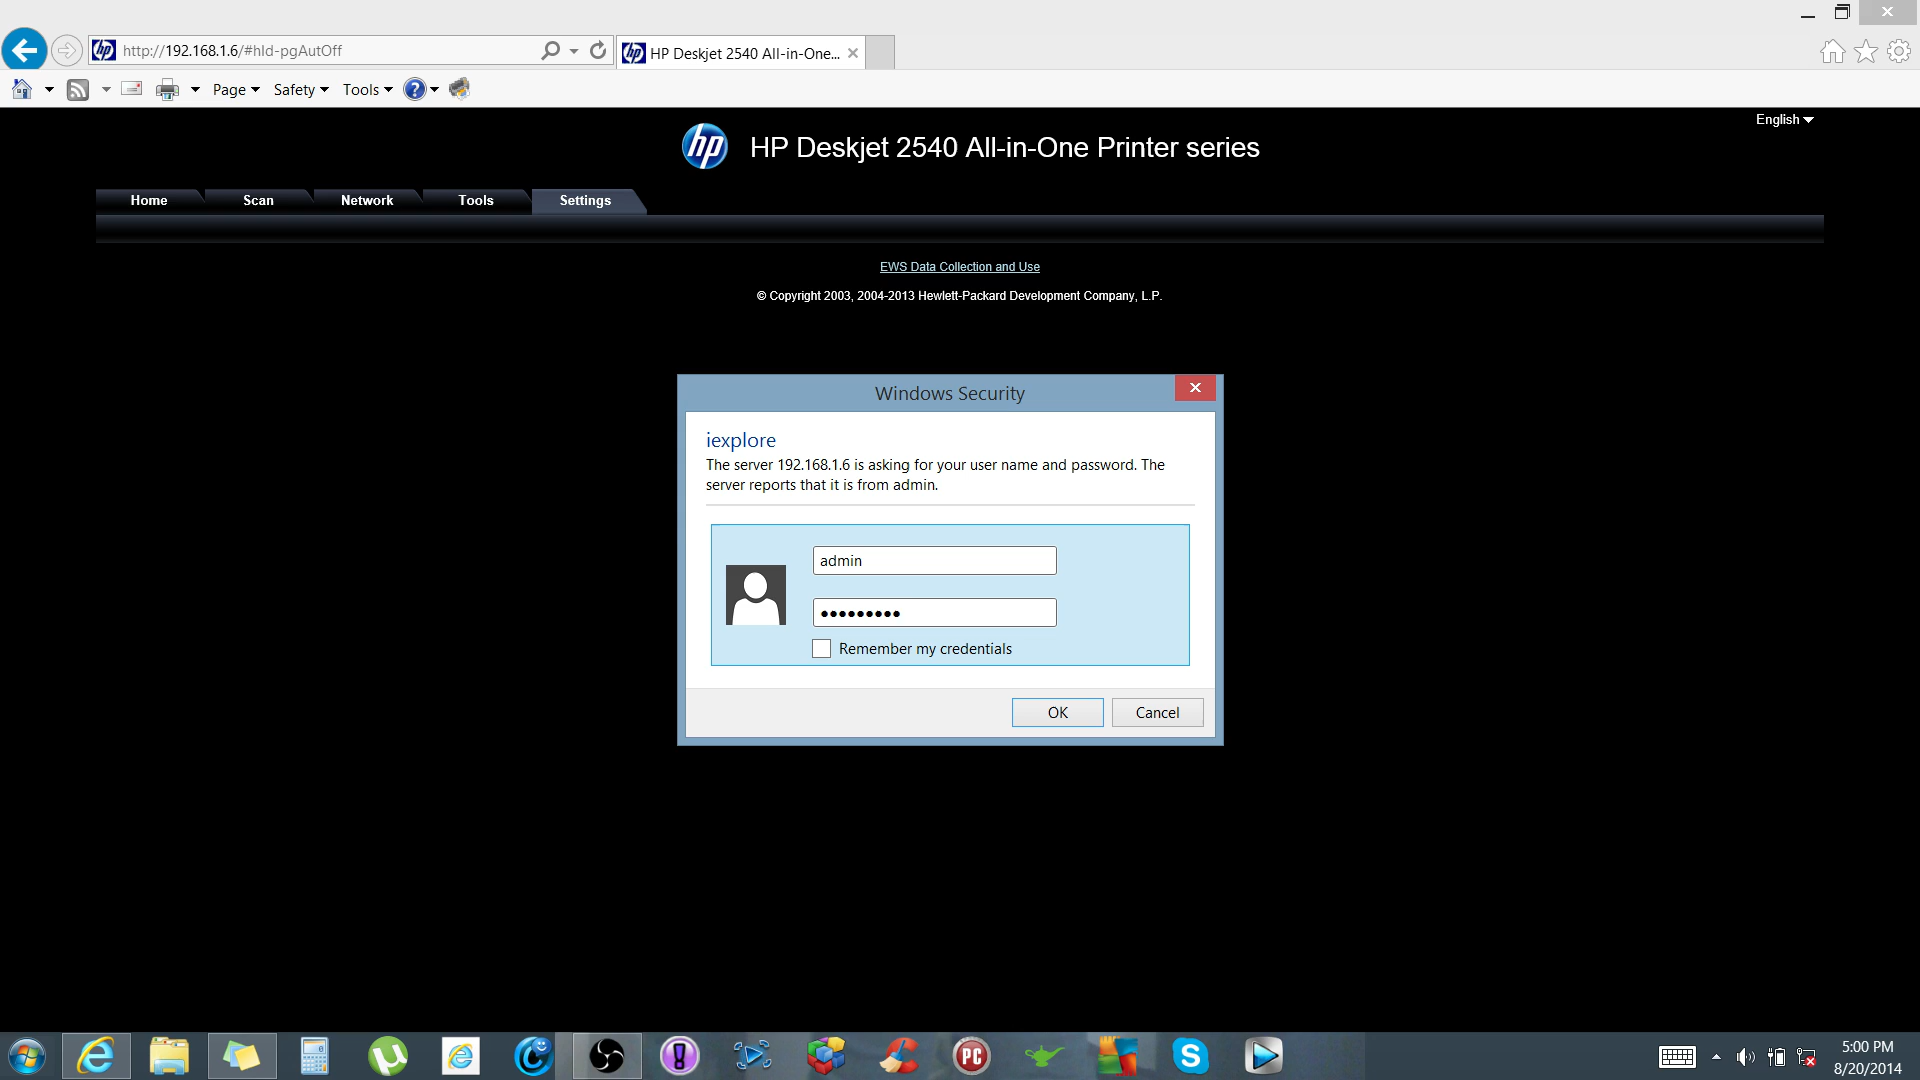 http://192.168.1.6/#hId-pgAutOff
HP Deskjet 2540 All-in-One...
Page
Safety
Tools
English
hp
HP Deskjet 2540 All-in-One Printer series
Home
Scan
Network
Tools
Settings
EWS Data Collection and Use
© Copyright 2003, 2004-2013 Hewlett-Packard Development Company, L.P.
Windows Security
iexplore
The server 192.168.1.6 is asking for your user name and password. The
server reports that it is from admin.
admin
•••••••••
Remember my credentials
OK
Cancel
PC
5:00 PM
8/20/2014